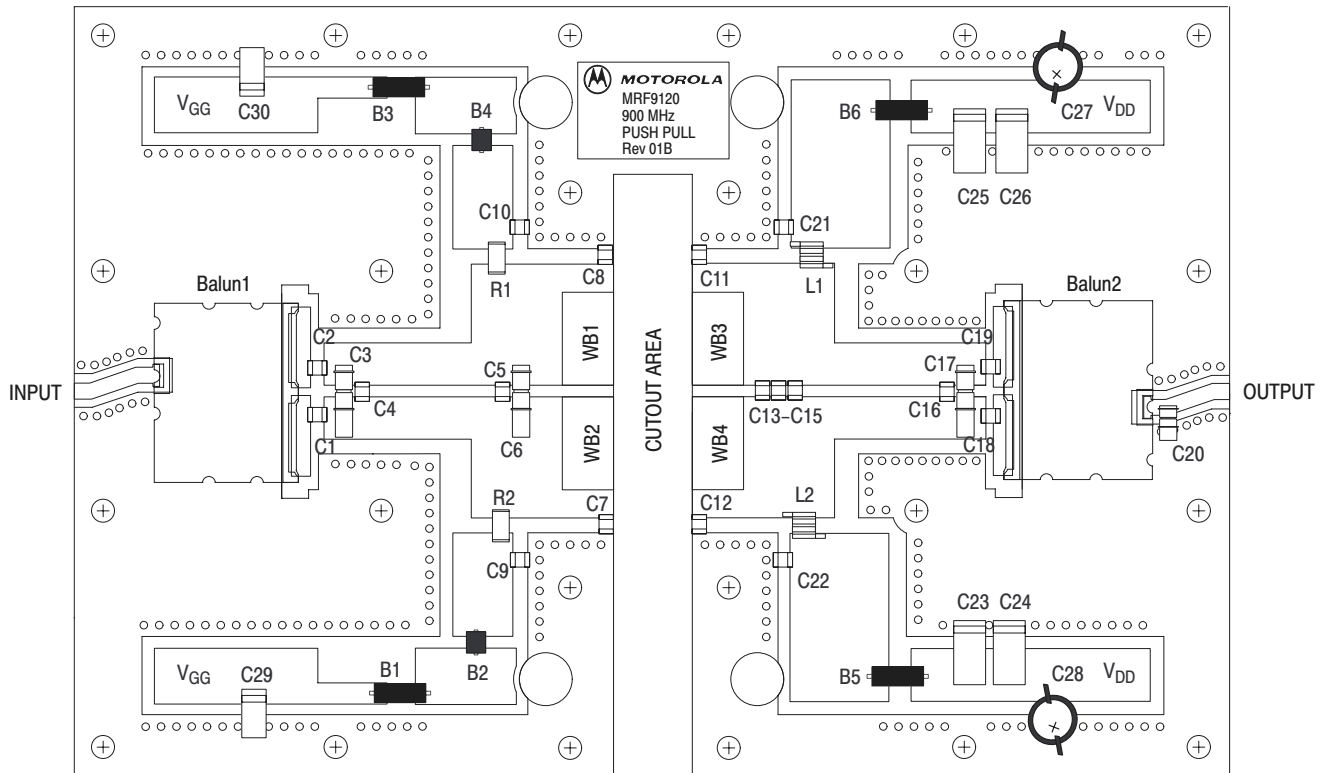 MOTOROLA
MRF9120
900 MHz
PUSH PULL
Rev 01B
VGG
C30
B3
B4
B6
C27
VDD
C25
C26
C10
C21
R1
C8
C11
L1
Balun1
Balun2
WB1
WB3
CUTOUT AREA
C2
C3
C5
C17
C19
INPUT
OUTPUT
C4
C13–C15
C16
C1
C6
WB2
WB4
C18
C20
R2
C7
C12
L2
C9
C22
C23
C24
VGG
C29
B1
B2
B5
C28
VDD